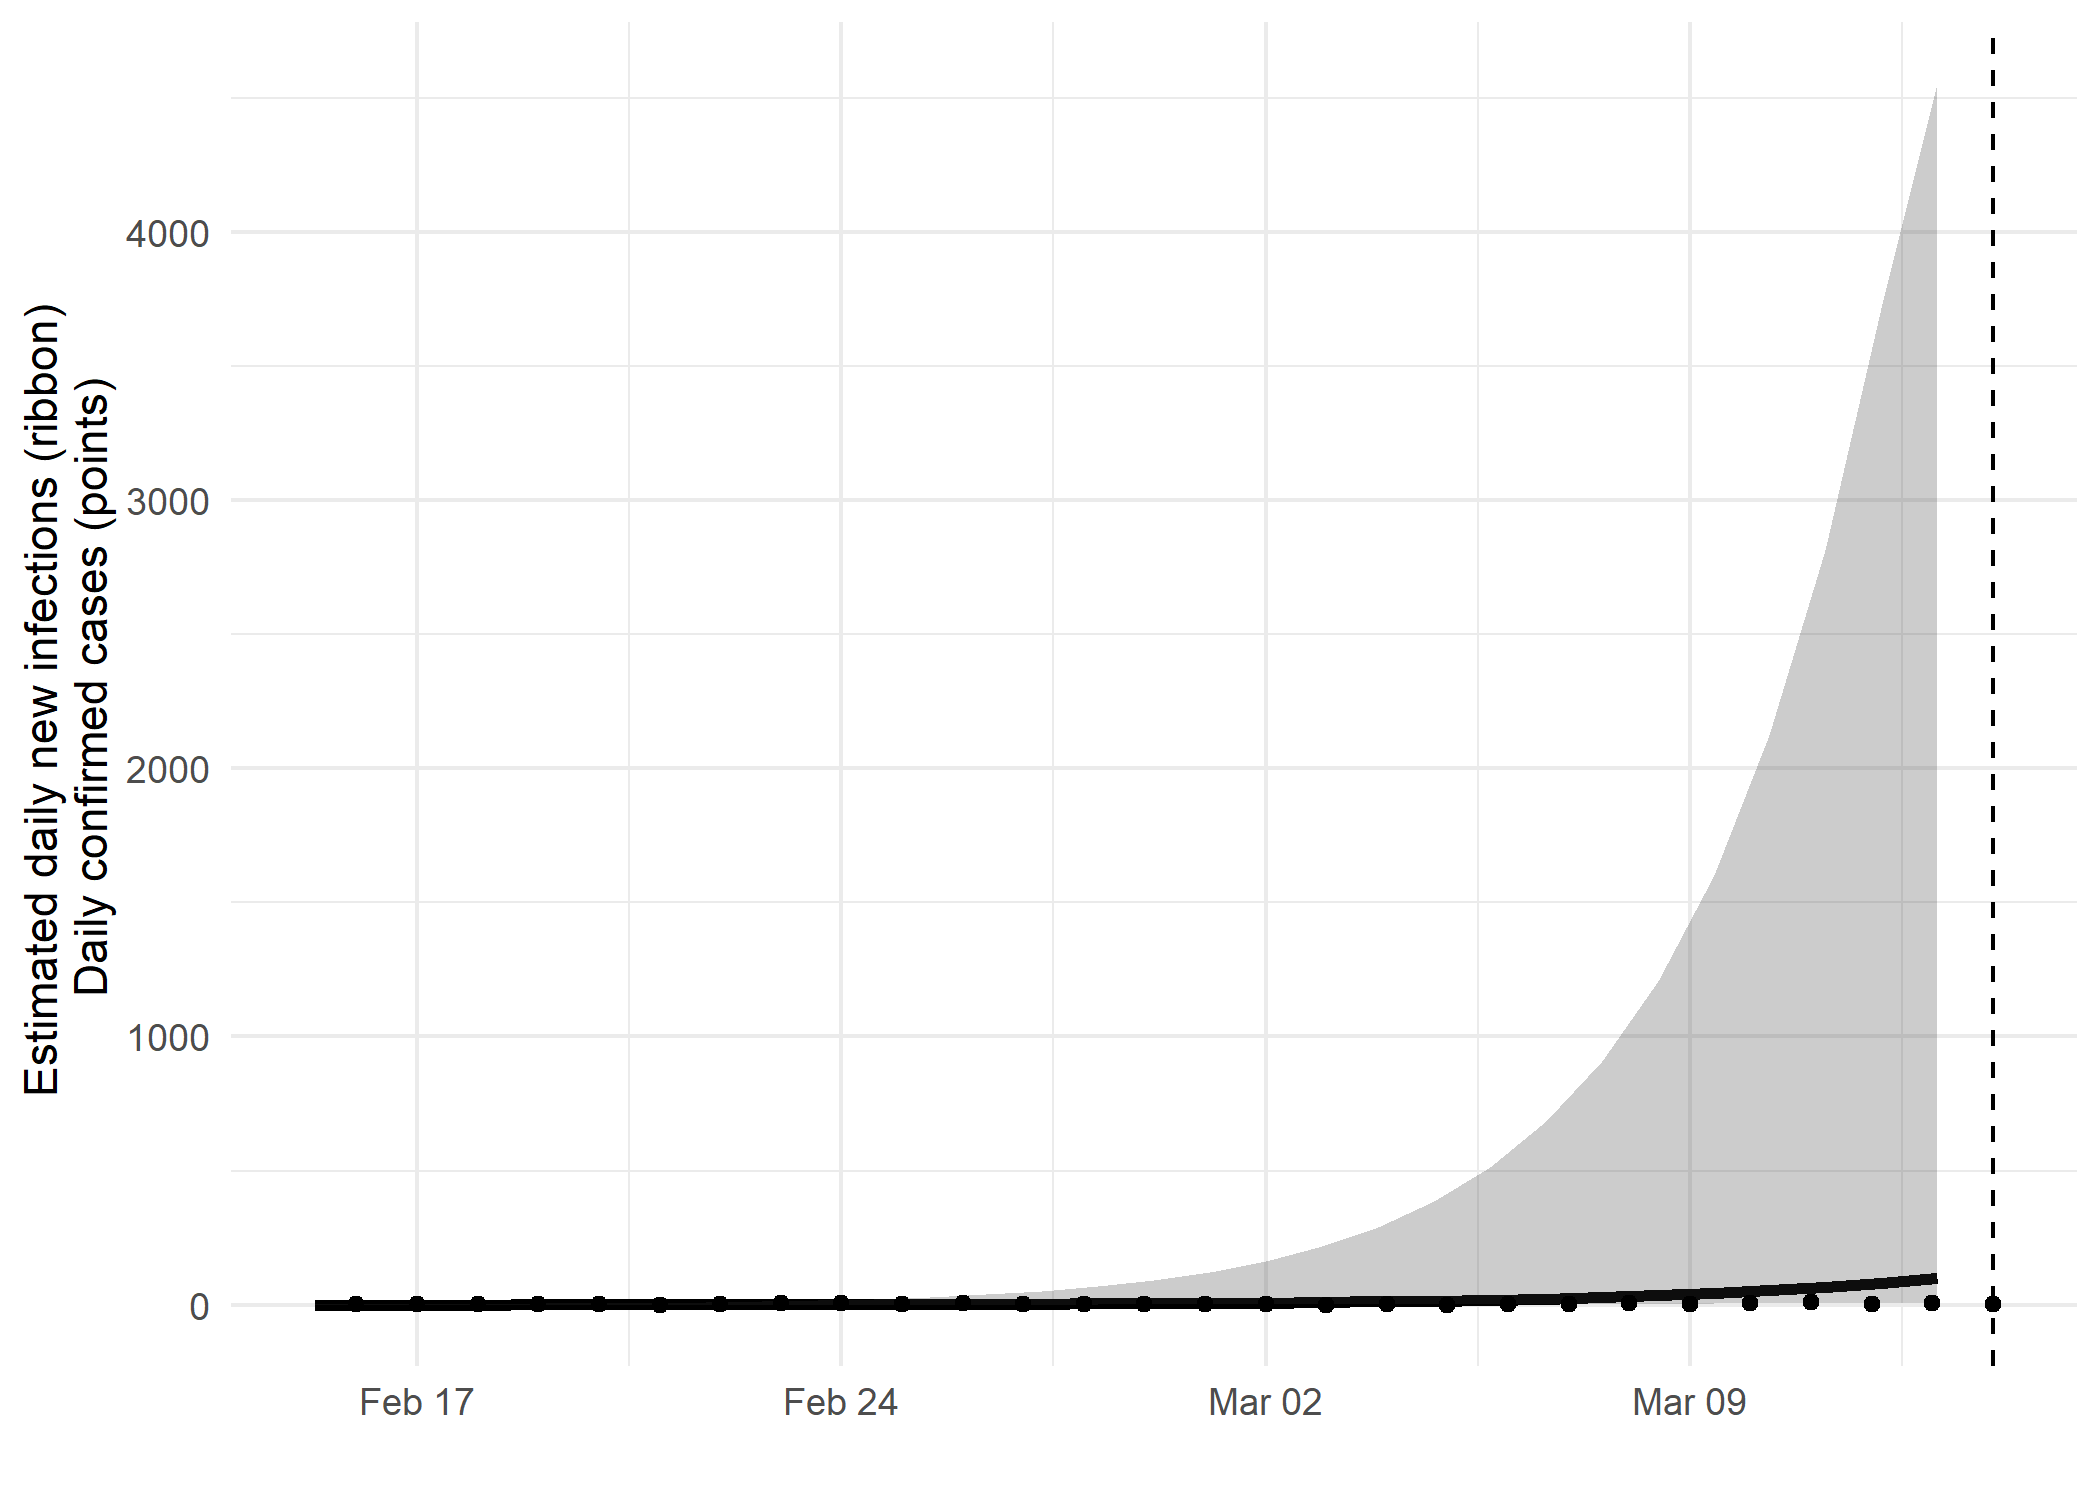 Estimated daily new infections (ribbon)
Daily confirmed cases (points)
4000
3000
2000
1000
0
Feb 17
Feb 24
Mar 02
Mar 09